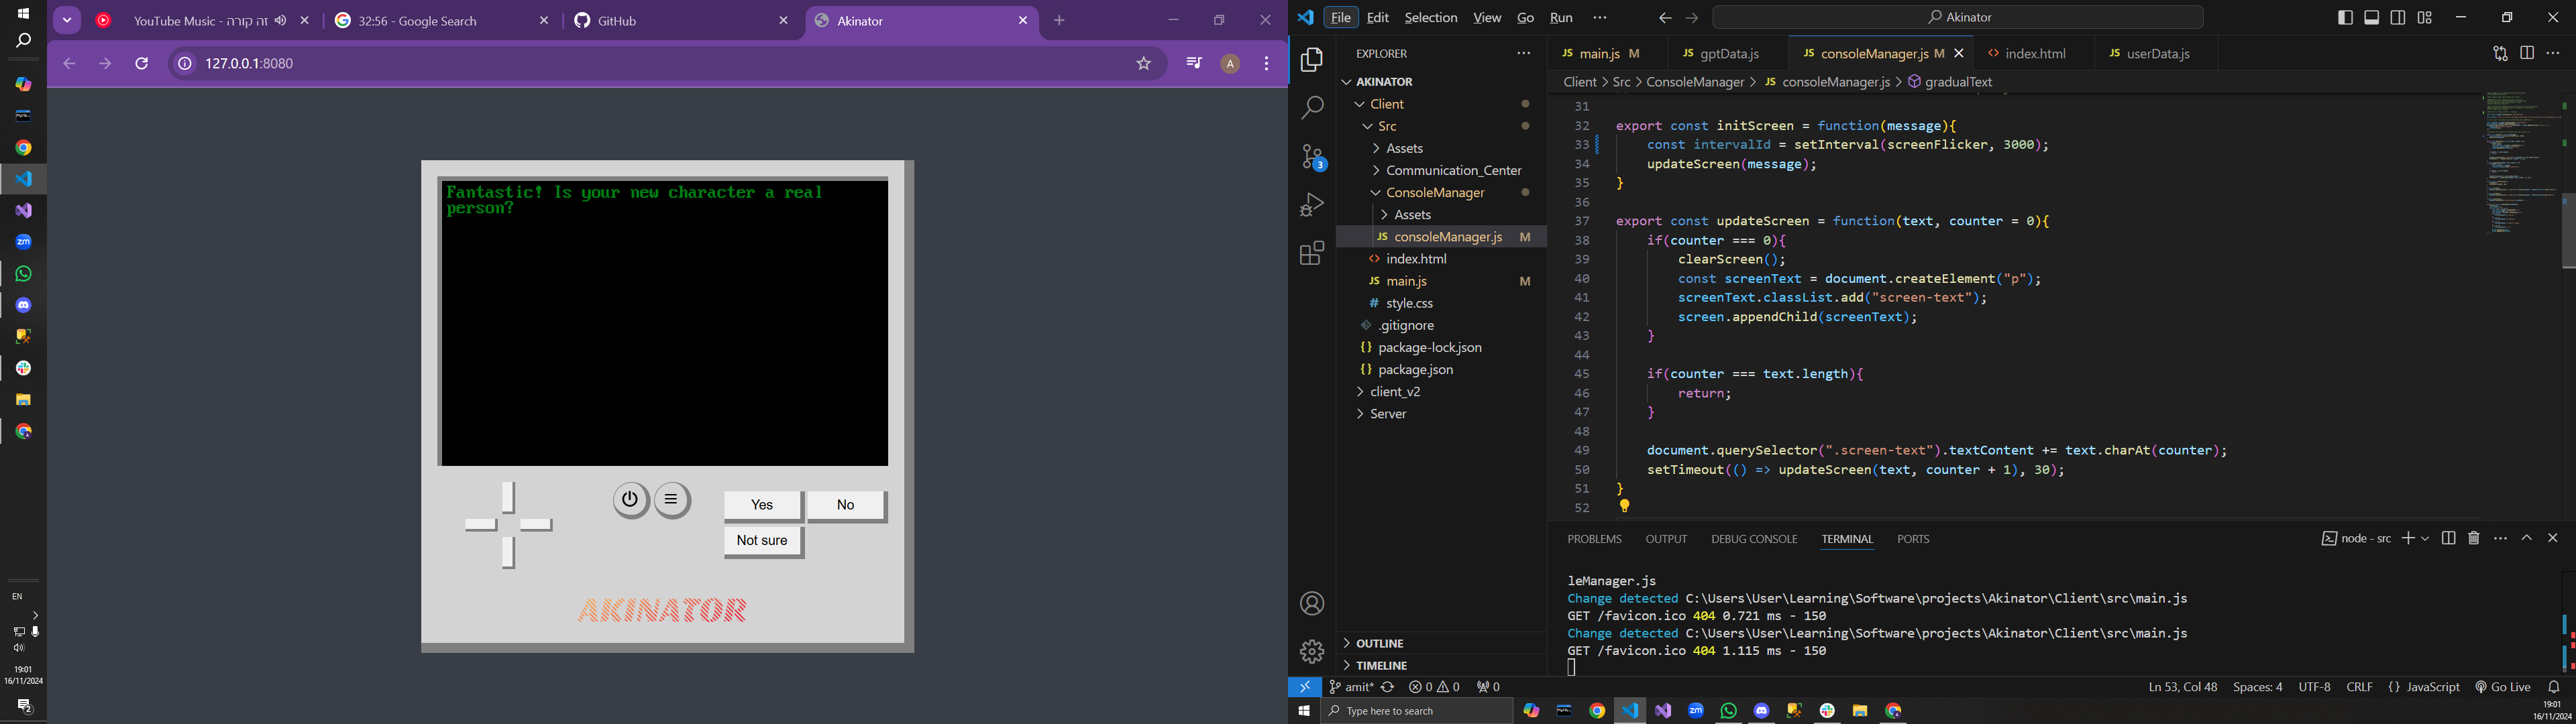 YouTube Music - זה קורה
32:56 - Google Search
GitHub
Akinator
127.0.0.1:8080
A
Fantastic! Is your new character a real
person?
Yes
No
Not sure
AKINATOR
EN
19:01
16/11/2024
2
File Edit Selection View Go Run ···
Akinator
EXPLORER
AKINATOR
Client
Src
Assets
Communication_Center
ConsoleManager
Assets
JS consoleManager.js M
<> index.html
JS main.js M
# style.css
.gitignore
{} package-lock.json
{} package.json
client_v2
Server
OUTLINE
TIMELINE
3
JS main.js M
JS gptData.js
JS consoleManager.js M
<> index.html
JS userData.js
Client > Src > ConsoleManager > JS consoleManager.js > gradualText
31
32 export const initScreen = function(message){
33 const intervalId = setInterval(screenFlicker, 3000);
34 updateScreen(message);
35 }
36
37 export const updateScreen = function(text, counter = 0){
38 if(counter === 0){
39 clearScreen();
40 const screenText = document.createElement("p");
41 screenText.classList.add("screen-text");
42 screen.appendChild(screenText);
43 }
44
45 if(counter === text.length){
46 return;
47 }
48
49 document.querySelector(".screen-text").textContent += text.charAt(counter);
50 setTimeout(() => updateScreen(text, counter + 1), 30);
51 }
52
PROBLEMS OUTPUT DEBUG CONSOLE TERMINAL PORTS
node - src
leManager.js
Change detected C:\Users\User\Learning\Software\projects\Akinator\Client\src\main.js
GET /favicon.ico 404 0.721 ms - 150
Change detected C:\Users\User\Learning\Software\projects\Akinator\Client\src\main.js
GET /favicon.ico 404 1.115 ms - 150
amit* 0 0 0
Ln 53, Col 48 Spaces: 4 UTF-8 CRLF {} JavaScript Go Live
Type here to search
19:01
16/11/2024